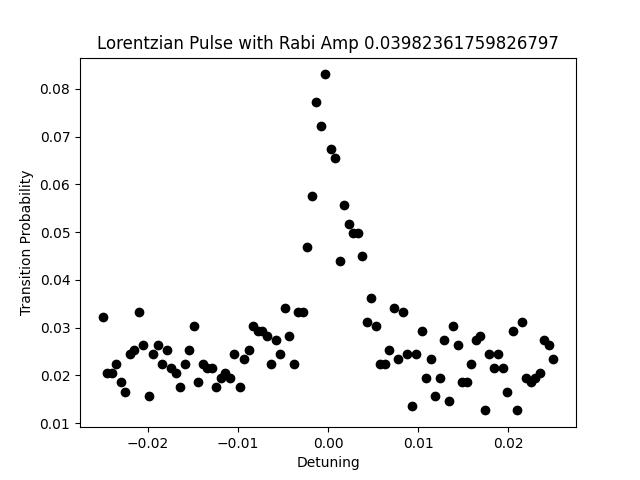 Lorentzian Pulse with Rabi Amp 0.03982361759826797
0.08
0.07
0.06
0.05
0.04
0.03
0.02
0.01
Transition Probability
−0.02 −0.01 0.00 0.01 0.02
Detuning